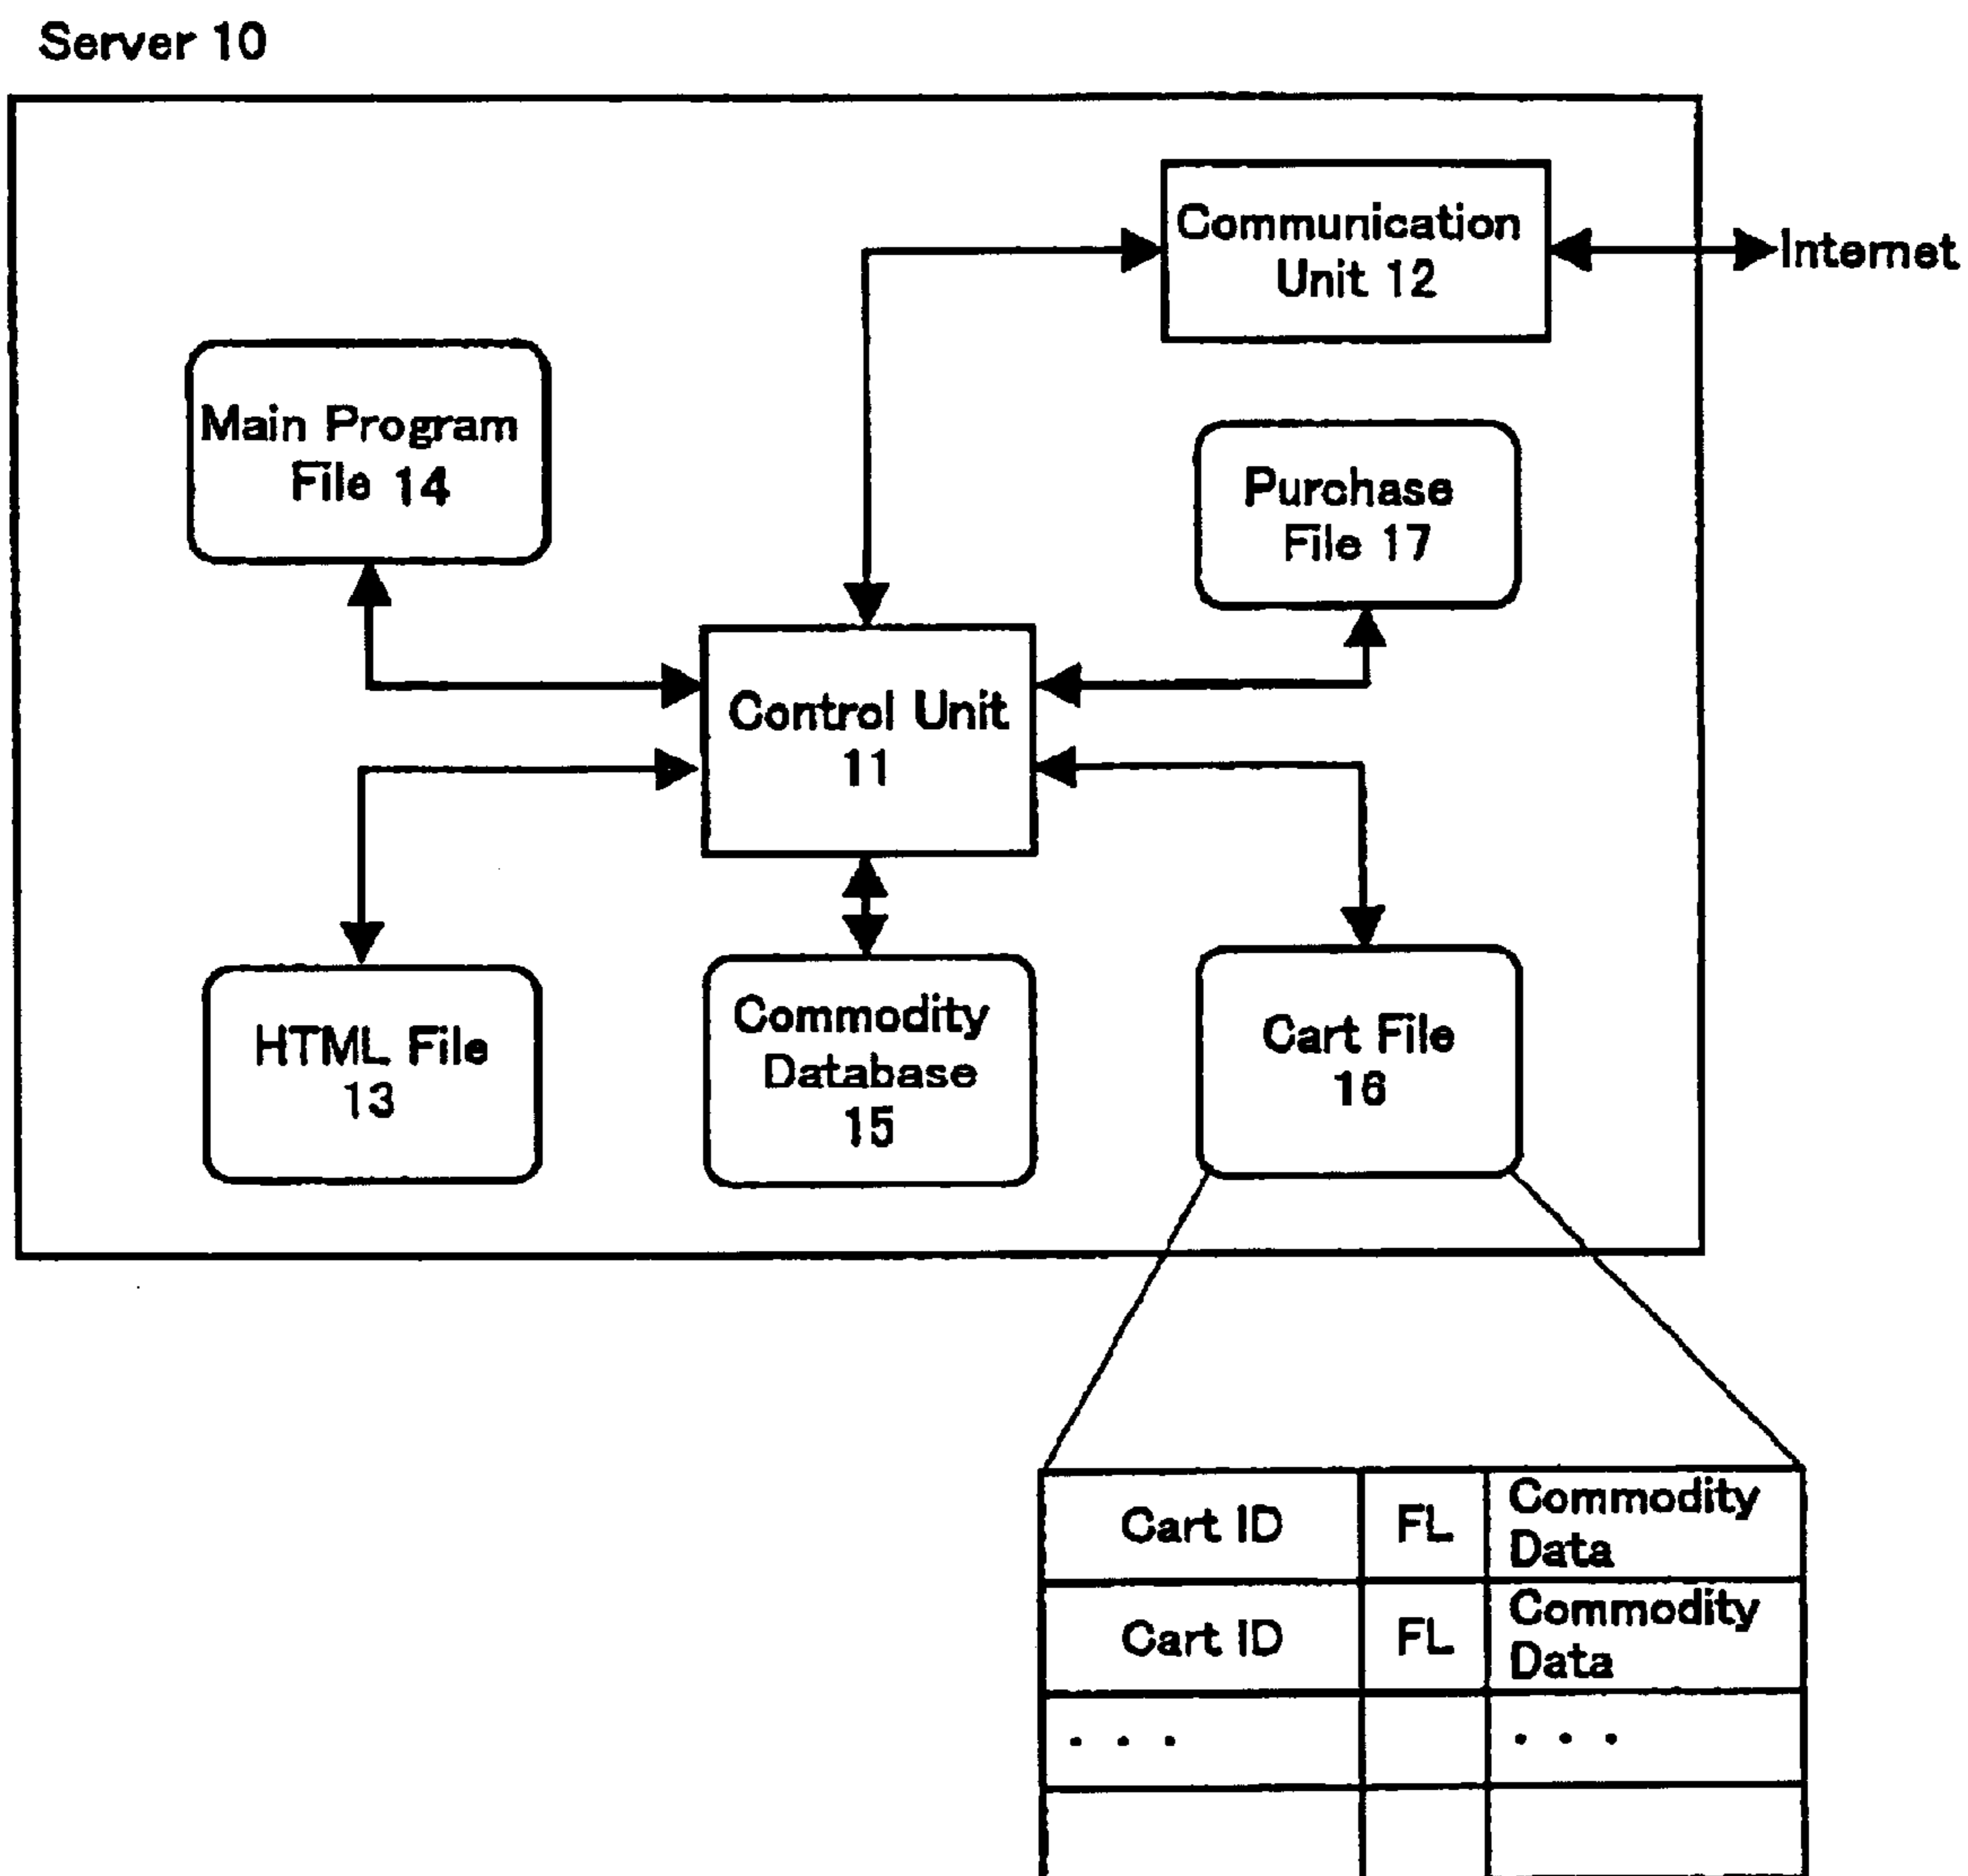 Server 10
Communication
Unit 12
Internet
Main Program
File 14
Purchase
File 17
Control Unit
11
HTML File
13
Commodity
Database
15
Cart File
16
Cart ID
FL
Commodity
Data
Cart ID
FL
Commodity
Data
. . .
. . .